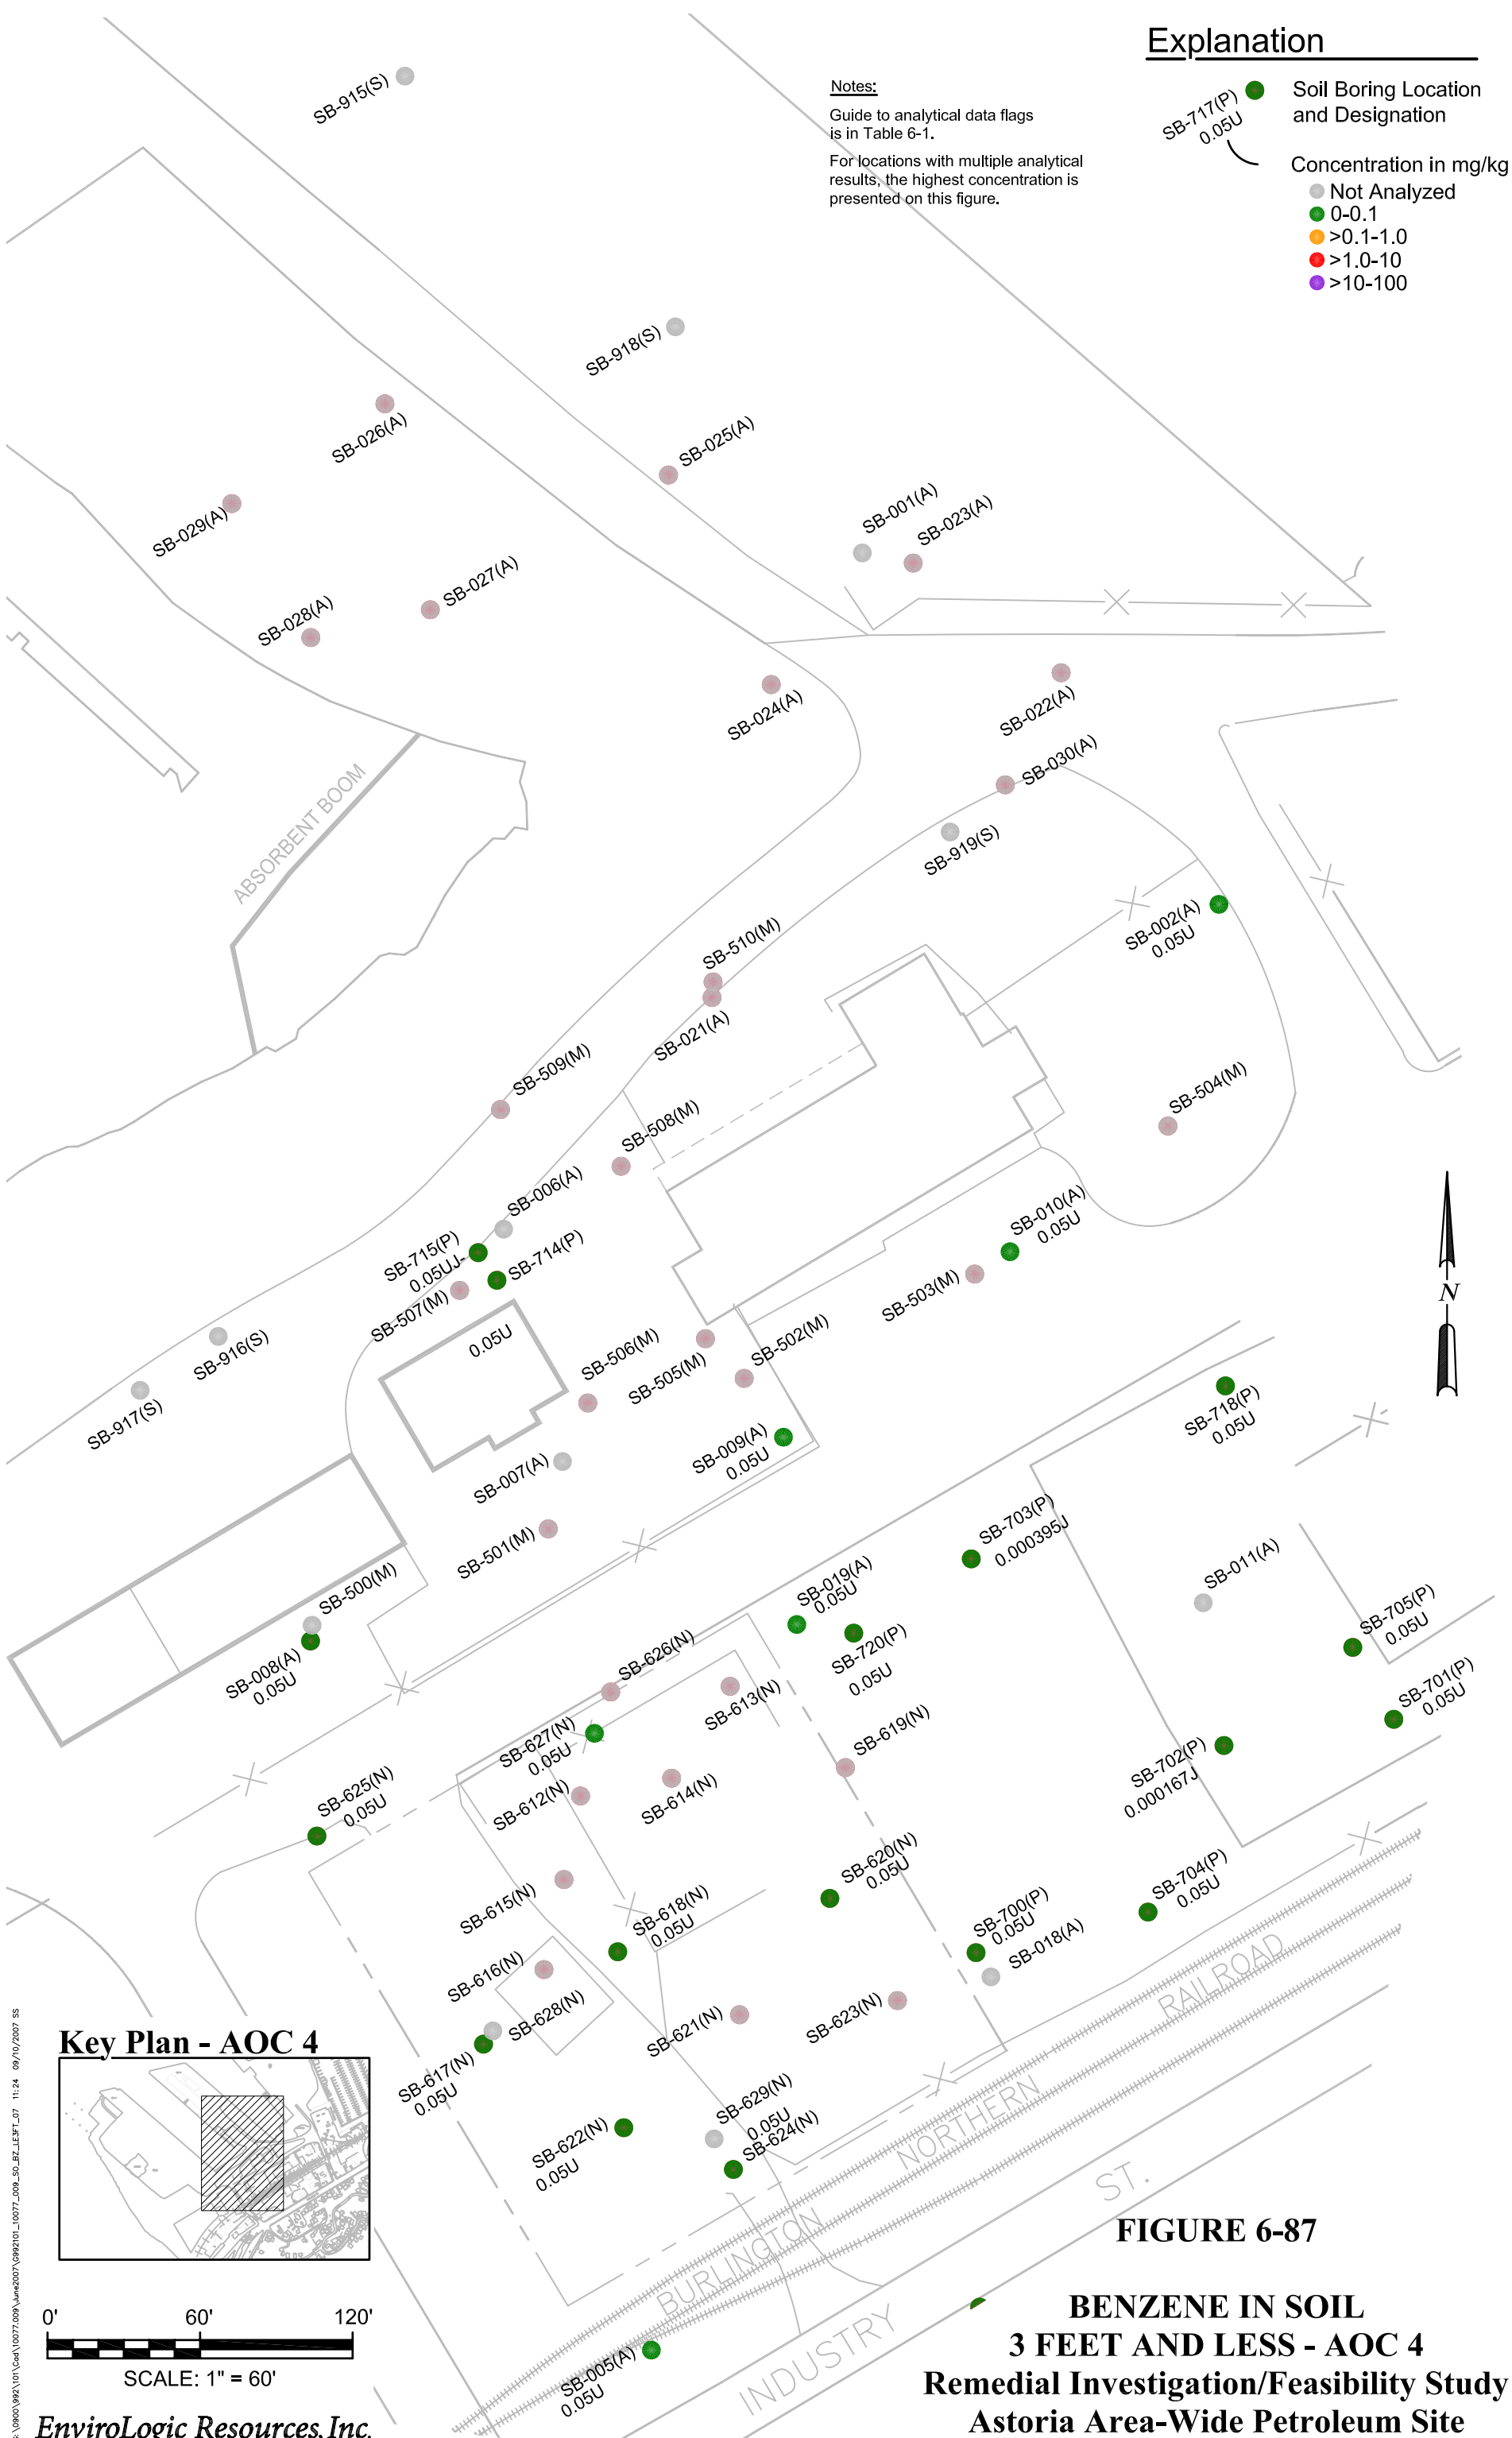 Explanation
SB-717(P)
0.05U
Soil Boring Location
and Designation
Concentration in mg/kg
Not Analyzed
0-0.1
>0.1-1.0
>1.0-10
>10-100
Notes:
Guide to analytical data flags
is in Table 6-1.
For locations with multiple analytical
results, the highest concentration is
presented on this figure.
SB-915(S)
SB-918(S)
SB-026(A)
SB-025(A)
SB-029(A)
SB-001(A)
SB-023(A)
SB-027(A)
SB-028(A)
SB-024(A)
SB-022(A)
SB-030(A)
ABSORBENT BOOM
SB-919(S)
SB-002(A)
0.05U
SB-510(M)
SB-021(A)
SB-509(M)
SB-508(M)
SB-504(M)
SB-006(A)
SB-010(A)
0.05U
SB-715(P)
0.05UJ-
SB-714(P)
0.05U
SB-507(M)
SB-503(M)
SB-916(S)
SB-917(S)
SB-506(M)
SB-505(M)
SB-502(M)
N
SB-718(P)
0.05U
SB-009(A)
0.05U
SB-007(A)
SB-501(M)
SB-703(P)
0.000395J
SB-500(M)
SB-008(A)
0.05U
SB-019(A)
0.05U
SB-720(P)
0.05U
SB-011(A)
SB-705(P)
0.05U
SB-701(P)
0.05U
SB-626(N)
SB-613(N)
SB-627(N)
0.05U
SB-619(N)
SB-702(P)
0.000167J
SB-625(N)
0.05U
SB-612(N)
SB-614(N)
SB-615(N)
SB-620(N)
0.05U
SB-618(N)
0.05U
SB-704(P)
0.05U
SB-700(P)
0.05U
SB-018(A)
SB-616(N)
SB-628(N)
SB-617(N)
0.05U
SB-621(N)
SB-623(N)
SB-629(N)
0.05U
SB-624(N)
SB-622(N)
0.05U
SB-005(A)
0.05U
BURLINGTON NORTHERN RAILROAD
INDUSTRY ST.
Key Plan - AOC 4
0' 60' 120'
SCALE: 1" = 60'
EnviroLogic Resources, Inc.
FIGURE 6-87
BENZENE IN SOIL
3 FEET AND LESS - AOC 4
Remedial Investigation/Feasibility Study
Astoria Area-Wide Petroleum Site